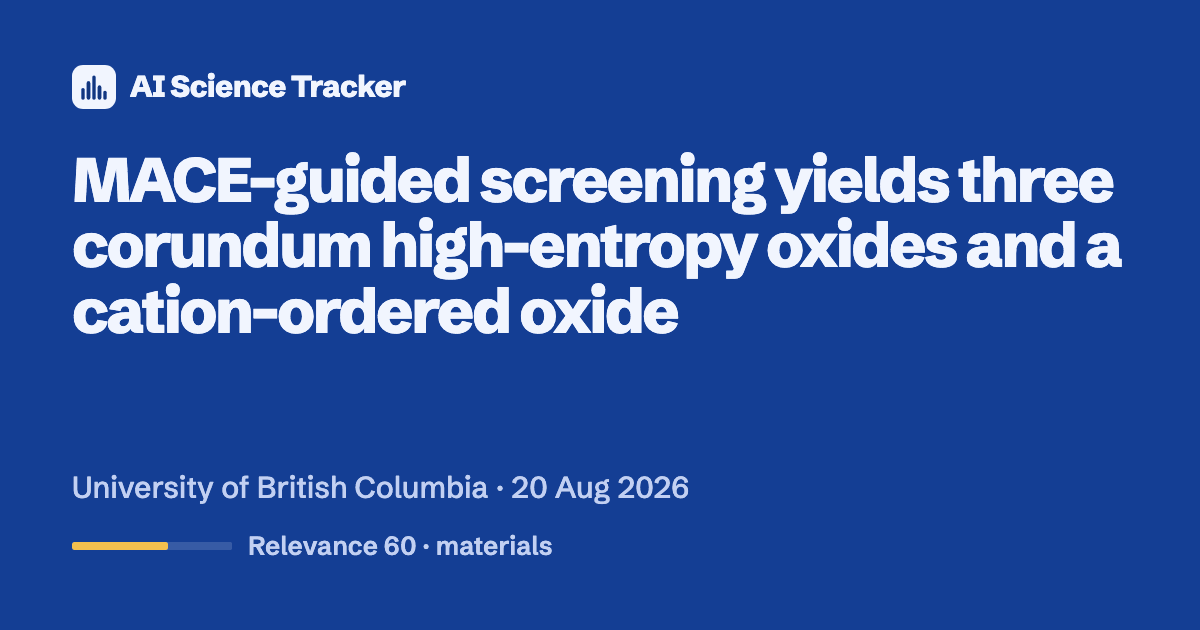 AI Science Tracker
MACE-guided screening yields three
corundum high-entropy oxides and a
cation-ordered oxide
University of British Columbia · 20 Aug 2026
Relevance 60 · materials